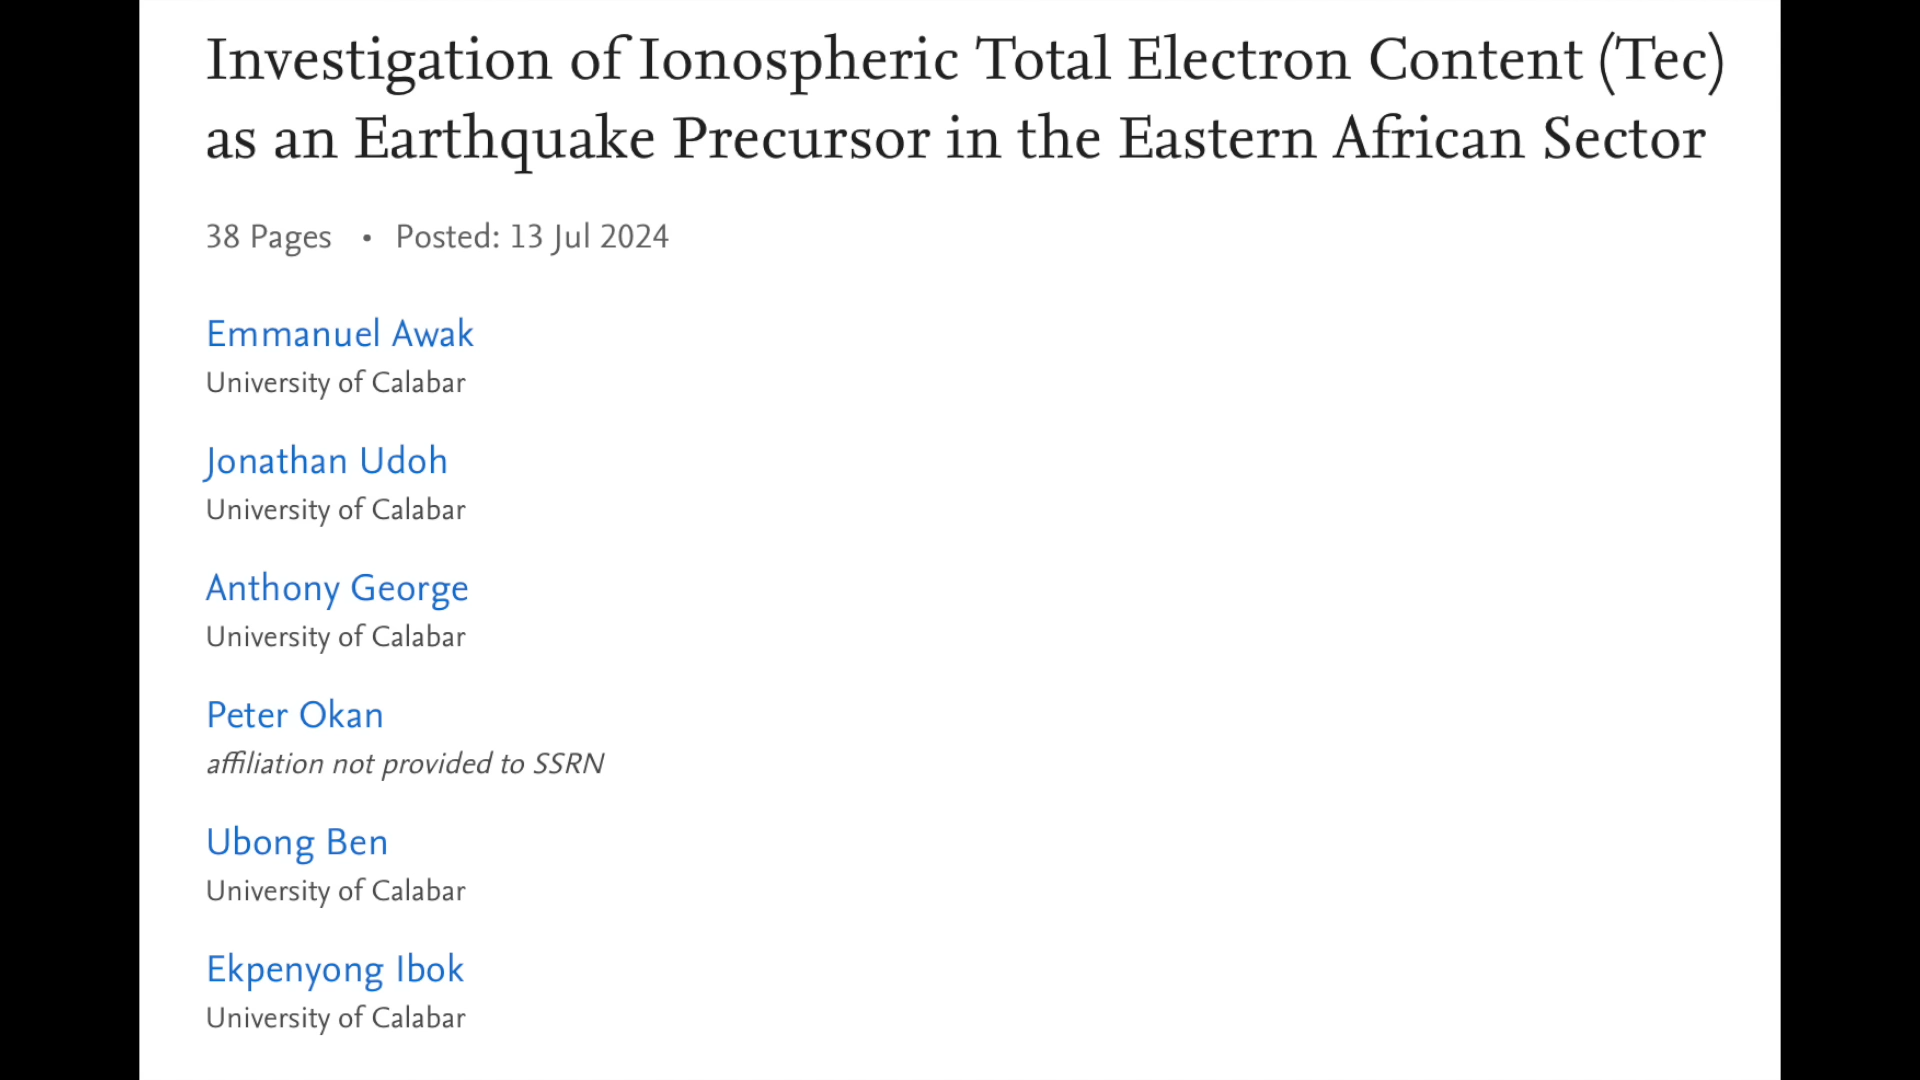 Investigation of Ionospheric Total Electron Content (Tec)
as an Earthquake Precursor in the Eastern African Sector
38 Pages • Posted: 13 Jul 2024
Emmanuel Awak
University of Calabar
Jonathan Udoh
University of Calabar
Anthony George
University of Calabar
Peter Okan
affiliation not provided to SSRN
Ubong Ben
University of Calabar
Ekpenyong Ibok
University of Calabar